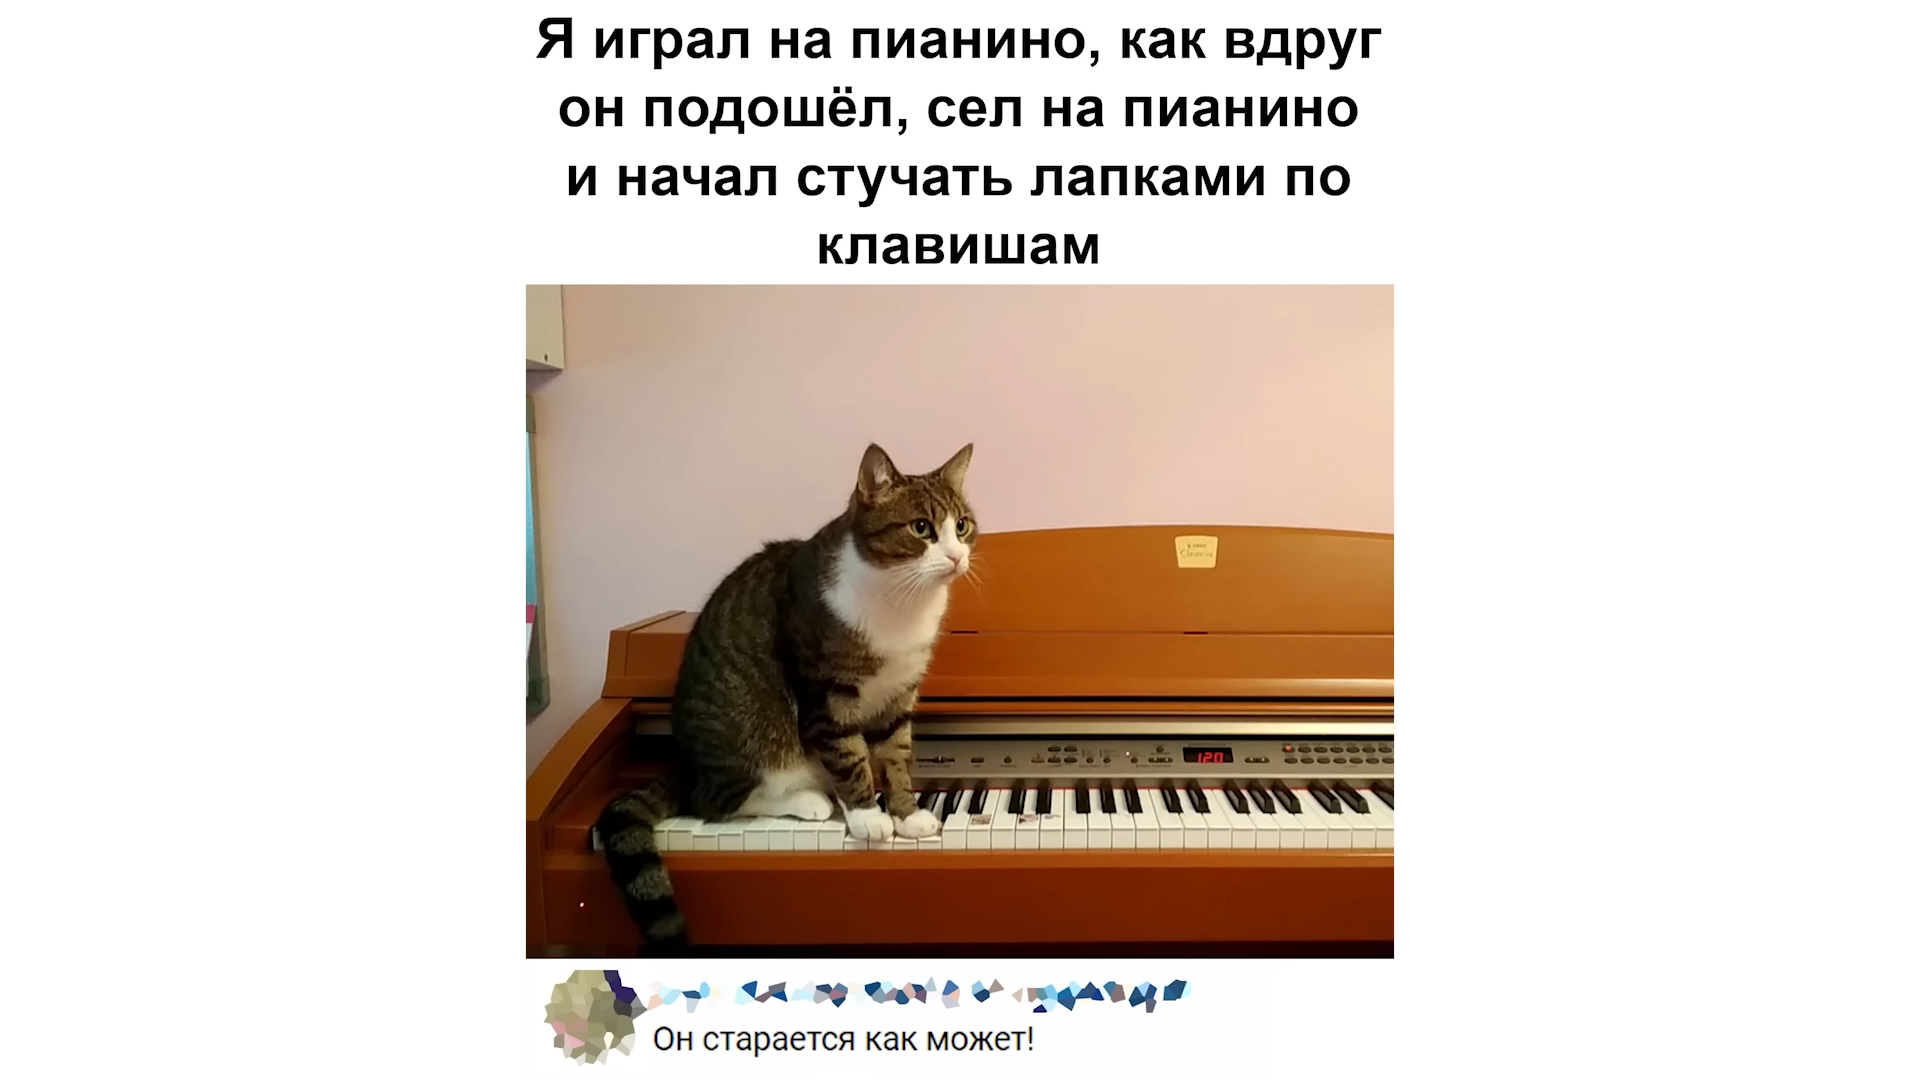 Я играл на пианино, как вдруг
он подошёл, сел на пианино
и начал стучать лапками по
клавишам
120
Он старается как может!